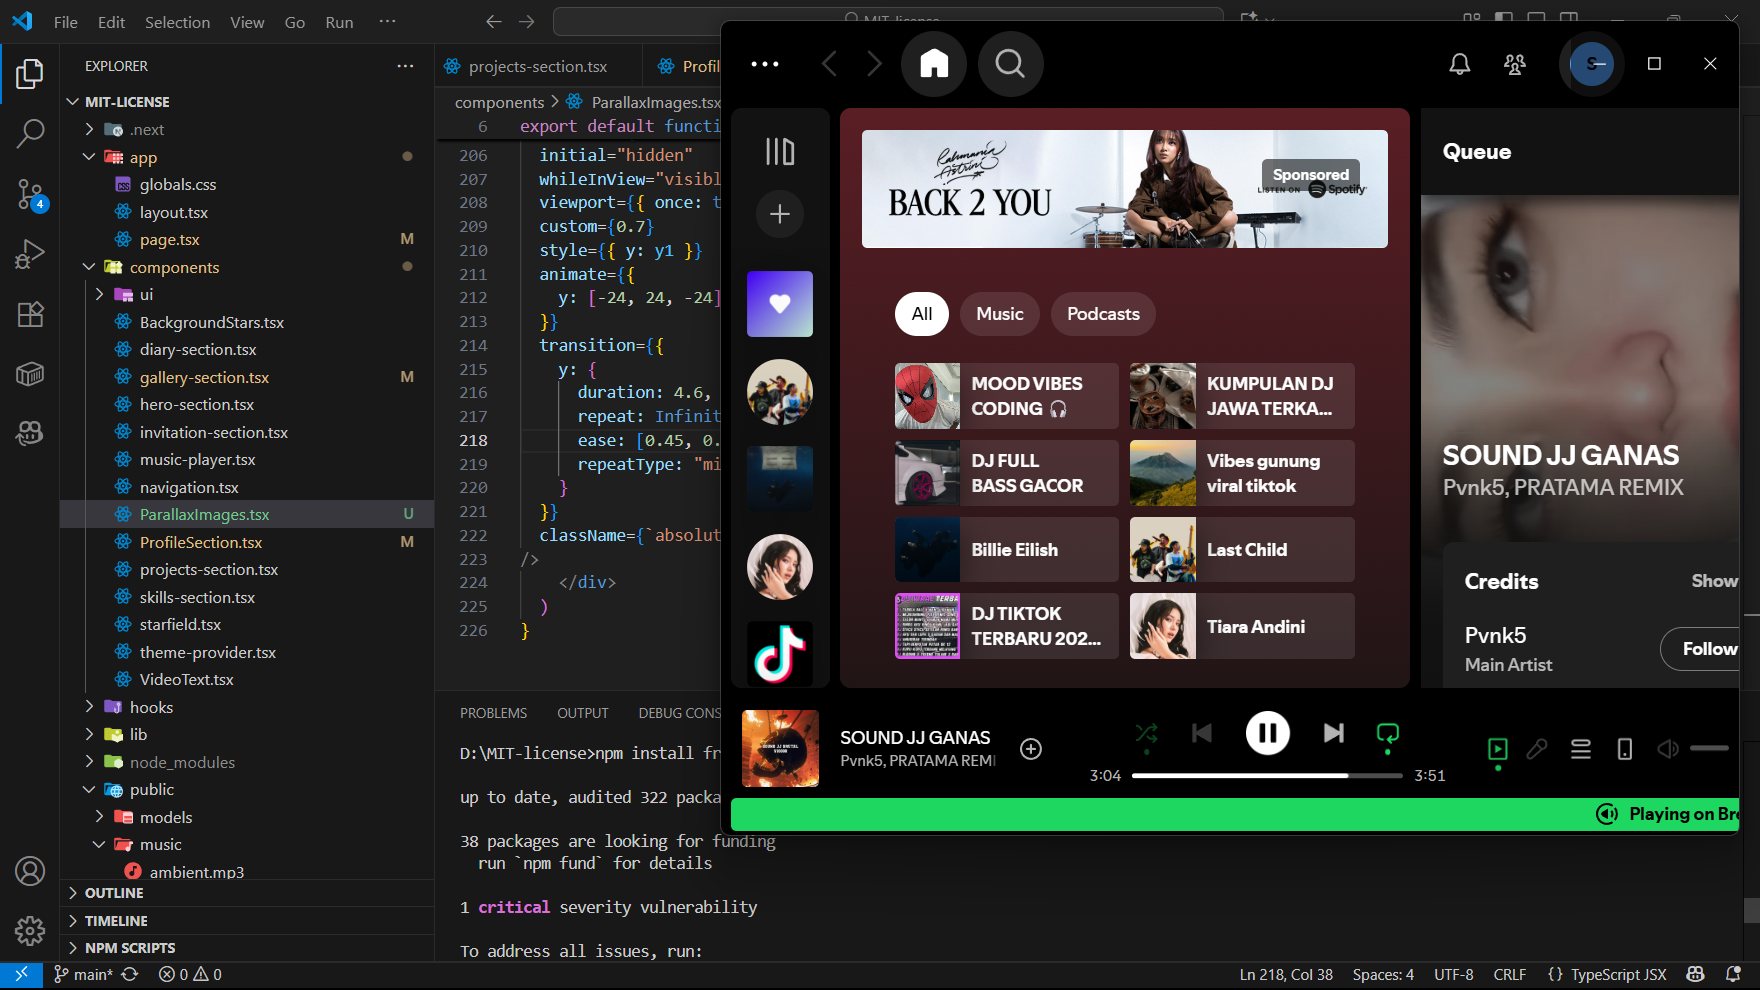 File Edit Selection View Go Run ···
MIT-license
EXPLORER
MIT-LICENSE
.next
app
globals.css
layout.tsx
page.tsx M
components
ui
BackgroundStars.tsx
diary-section.tsx
gallery-section.tsx M
hero-section.tsx
invitation-section.tsx
music-player.tsx
navigation.tsx
ParallaxImages.tsx U
ProfileSection.tsx M
projects-section.tsx
skills-section.tsx
starfield.tsx
theme-provider.tsx
VideoText.tsx
hooks
lib
node_modules
public
models
music
ambient.mp3
OUTLINE
TIMELINE
NPM SCRIPTS
4
projects-section.tsx Profil
components > ParallaxImages.tsx
6 export default functi
206 initial="hidden"
207 whileInView="visibl
208 viewport={{ once: t
209 custom={0.7}
210 style={{ y: y1 }}
211 animate={{
212 y: [-24, 24, -24]
213 }}
214 transition={{
215 y: {
216 duration: 4.6,
217 repeat: Infinit
218 ease: [0.45, 0.
219 repeatType: "mi
220 }
221 }}
222 className={`absolut
223 />
224 </div>
225 )
226 }
PROBLEMS OUTPUT DEBUG CONS
D:\MIT-license>npm install fr
up to date, audited 322 packa
38 packages are looking for funding
run `npm fund` for details
1 critical severity vulnerability
To address all issues, run:
S
Rahmania Astrini
BACK 2 YOU
Sponsored
LISTEN ON Spotify
All Music Podcasts
MOOD VIBES
CODING 🎧
KUMPULAN DJ
JAWA TERKA...
DJ FULL
BASS GACOR
Vibes gunung
viral tiktok
Billie Eilish
Last Child
DJ TIKTOK
TERBARU 202...
Tiara Andini
Queue
SOUND JJ GANAS
Pvnk5, PRATAMA REMIX
Credits Show
Pvnk5
Main Artist
Follow
SOUND JJ GANAS
Pvnk5, PRATAMA REMI
3:04 3:51
Playing on Bro
main* 0 0
Ln 218, Col 38 Spaces: 4 UTF-8 CRLF {} TypeScript JSX